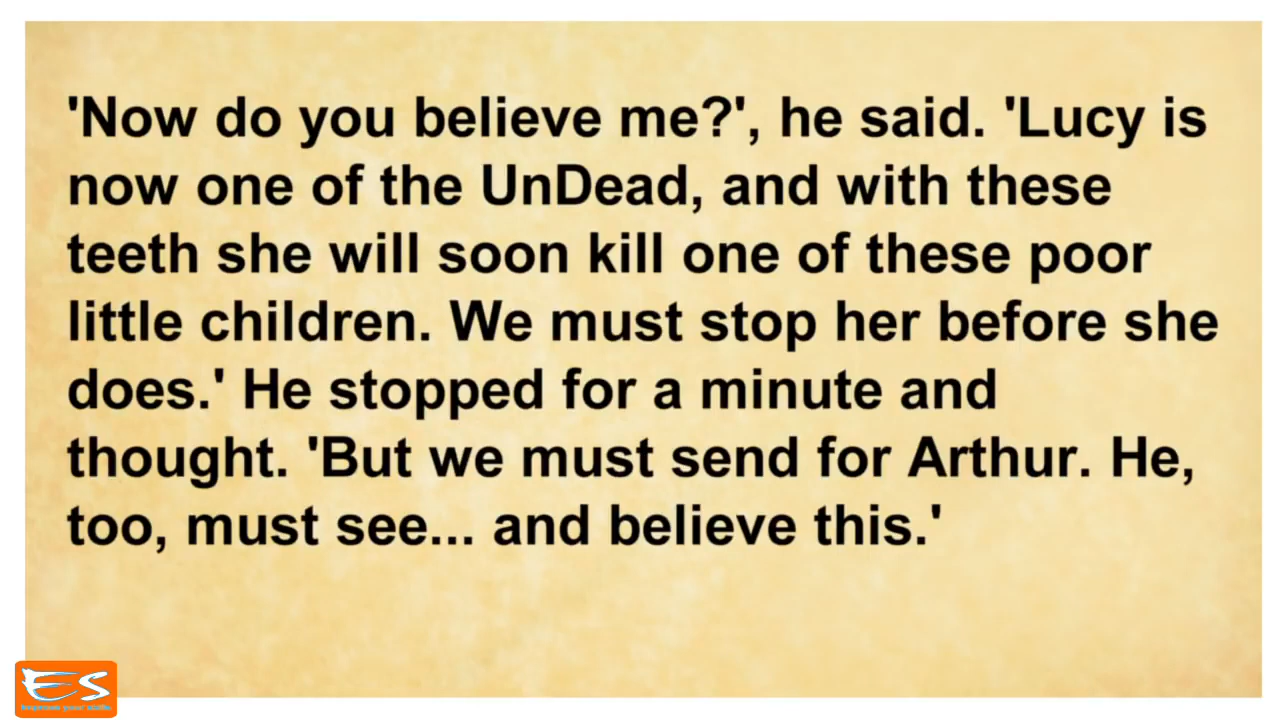 'Now do you believe me?', he said. 'Lucy is
now one of the UnDead, and with these
teeth she will soon kill one of these poor
little children. We must stop her before she
does.' He stopped for a minute and
thought. 'But we must send for Arthur. He,
too, must see... and believe this.'
ES